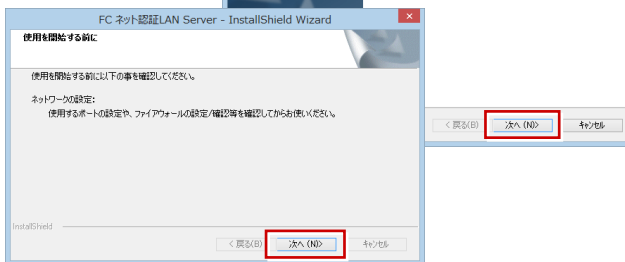 FC ネット認証LAN Server - InstallShield Wizard
使用を開始する前に
使用を開始する前に以下の事を確認してください。
ネットワークの設定:
使用するポートの設定や、ファイアウォールの設定/確認等を確認してからお使いください。
InstallShield
< 戻る(B)
次へ (N)>
キャンセル
< 戻る(B)
次へ (N)>
キャンセル